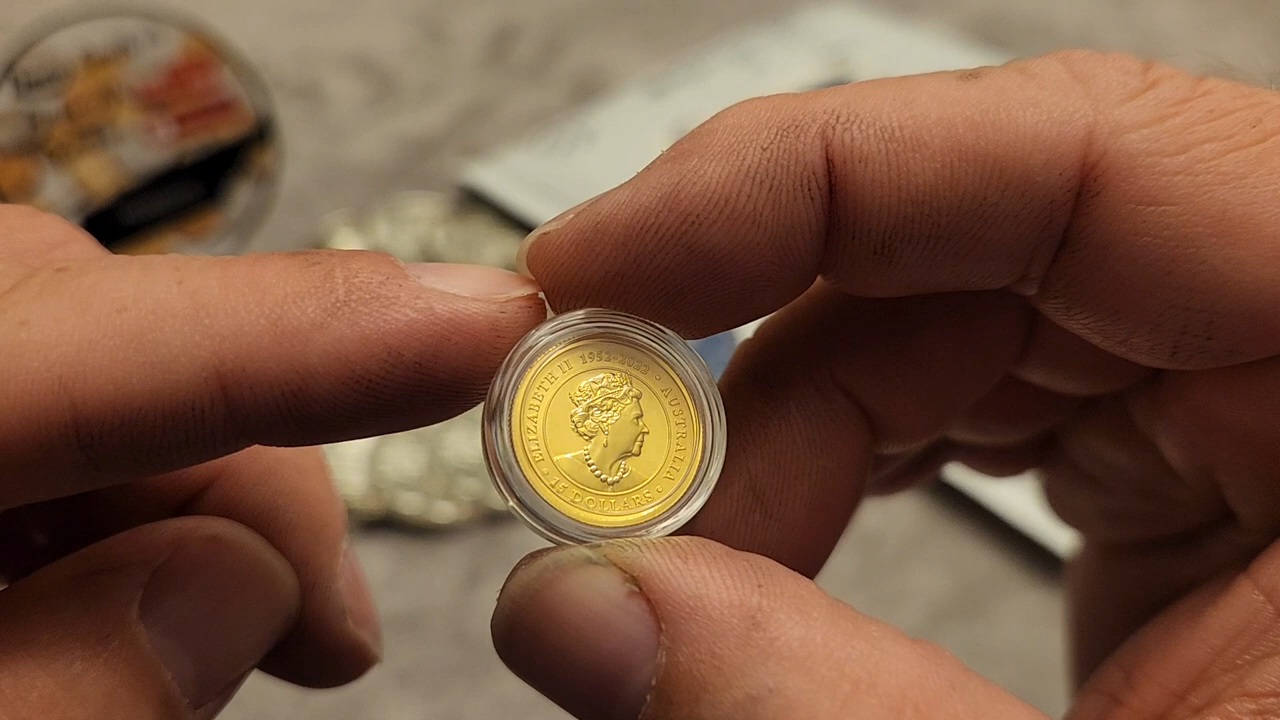 ELIZABETH II 1952-2022 • AUSTRALIA •
15 DOLLARS •